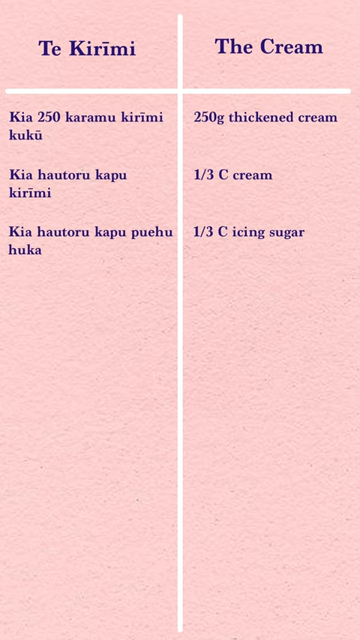 Te Kirīmi
The Cream
Kia 250 karamu kirīmi
kukū
250g thickened cream
Kia hautoru kapu
kirīmi
1/3 C cream
Kia hautoru kapu puehu
huka
1/3 C icing sugar